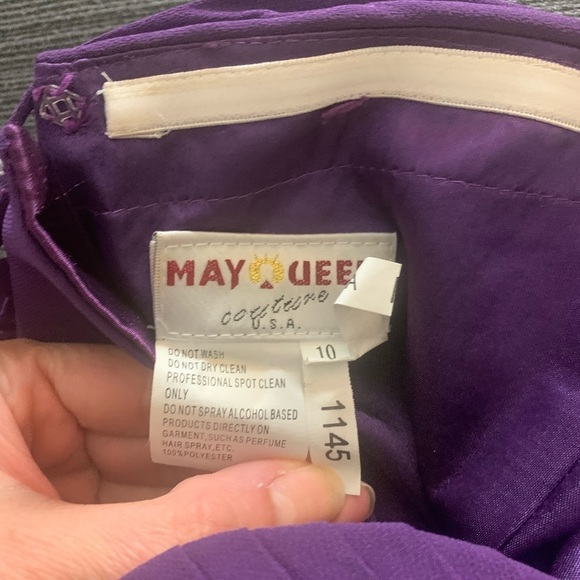 MAY QUEEN
couture
U.S.A.
10
DO NOT WASH
DO NOT DRY CLEAN
PROFESSIONAL SPOT CLEAN
ONLY
DO NOT SPRAY ALCOHOL BASED
PRODUCTS DIRECTLY ON
GARMENT, SUCH AS PERFUME
HAIR SPRAY, ETC.
100% POLYESTER
1145